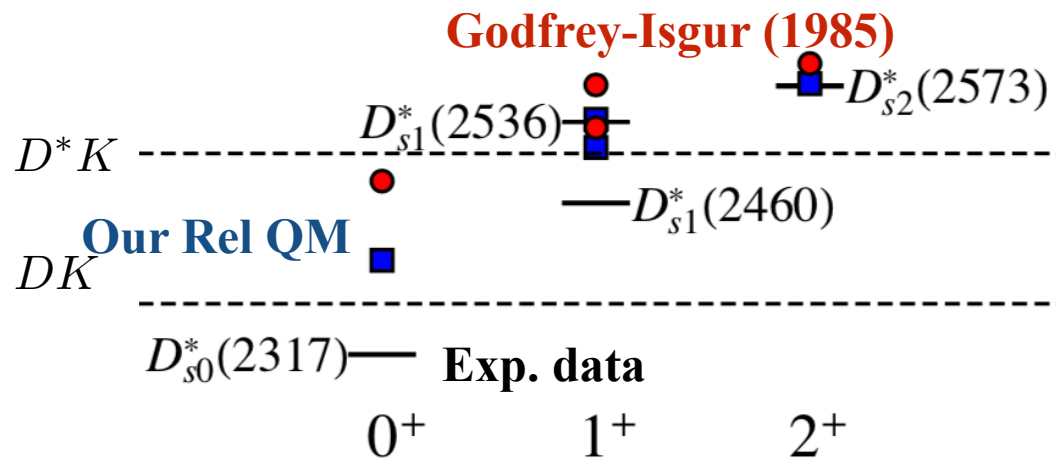 Godfrey-Isgur (1985)
D*s2(2573)
D*s1(2536)
D*K
D*s1(2460)
Our Rel QM
DK
D*s0(2317)
Exp. data
0+ 1+ 2+